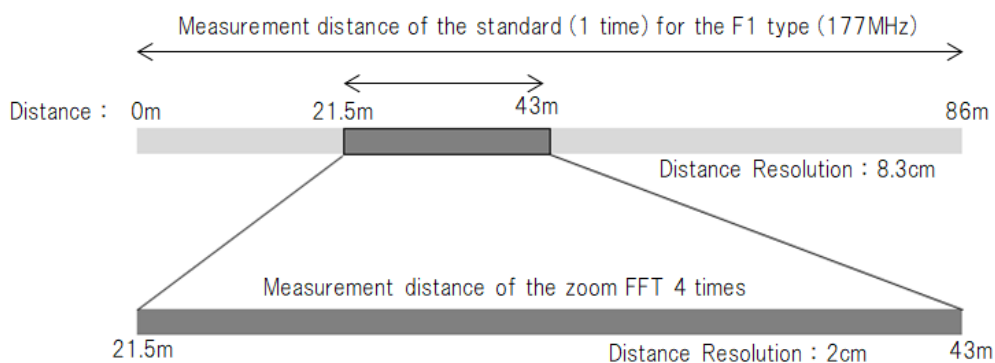 Measurement distance of the standard (1 time) for the F1 type (177MHz)
Distance : 0m 21.5m 43m 86m
Distance Resolution : 8.3cm
Measurement distance of the zoom FFT 4 times
21.5m 43m
Distance Resolution : 2cm